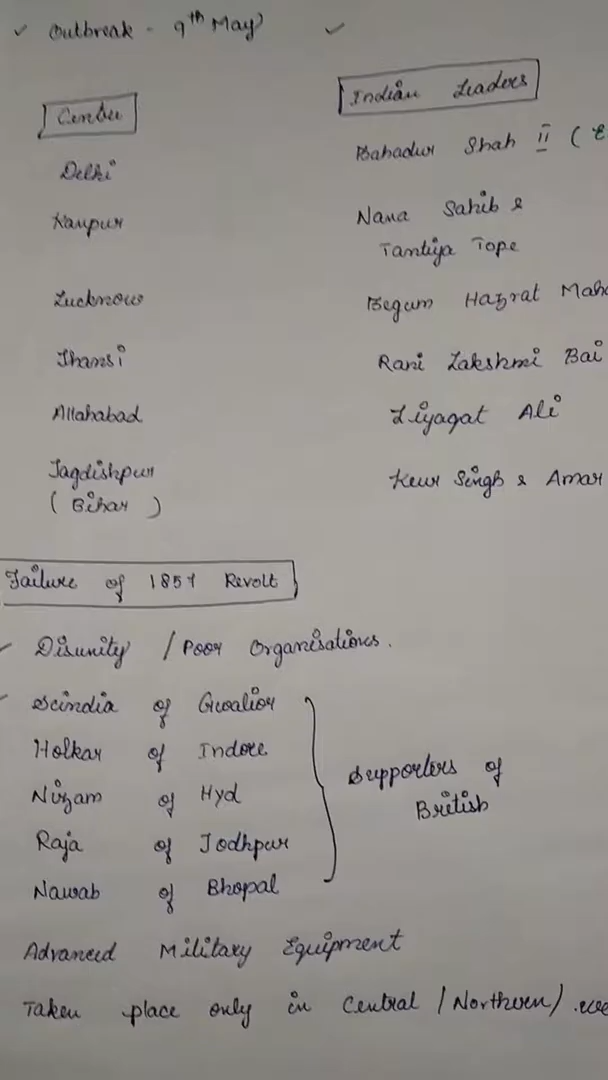 ✓ Outbreak - 9th May ✓
Center Indian Leaders
Delhi Bahadur Shah II (
Kanpur Nana Sahib &
Tantiya Tope
Lucknow Begum Hazrat Maha
Jhansi Rani Lakshmi Bai
Allahabad Liyaqat Ali
Jagdishpur Keur Singh & Amar
(Bihar)
Failure of 1857 Revolt
Disunity / Poor Organisations.
Scindia of Gwalior
Holkar of Indore
Nizam of Hyd
Supporters of
British
Raja of Jodhpur
Nawab of Bhopal
Advanced Military Equipment
Taken place only in Central / Northern /